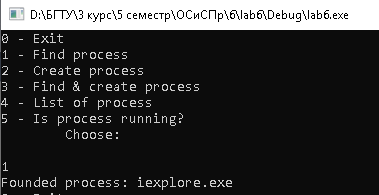 D:\БГТУ\3 курс\5 семестр\ОСиСПр\6\lab6\Debug\lab6.exe
0 - Exit
1 - Find process
2 - Create process
3 - Find & create process
4 - List of process
5 - Is process running?
Choose:
1
Founded process: iexplore.exe